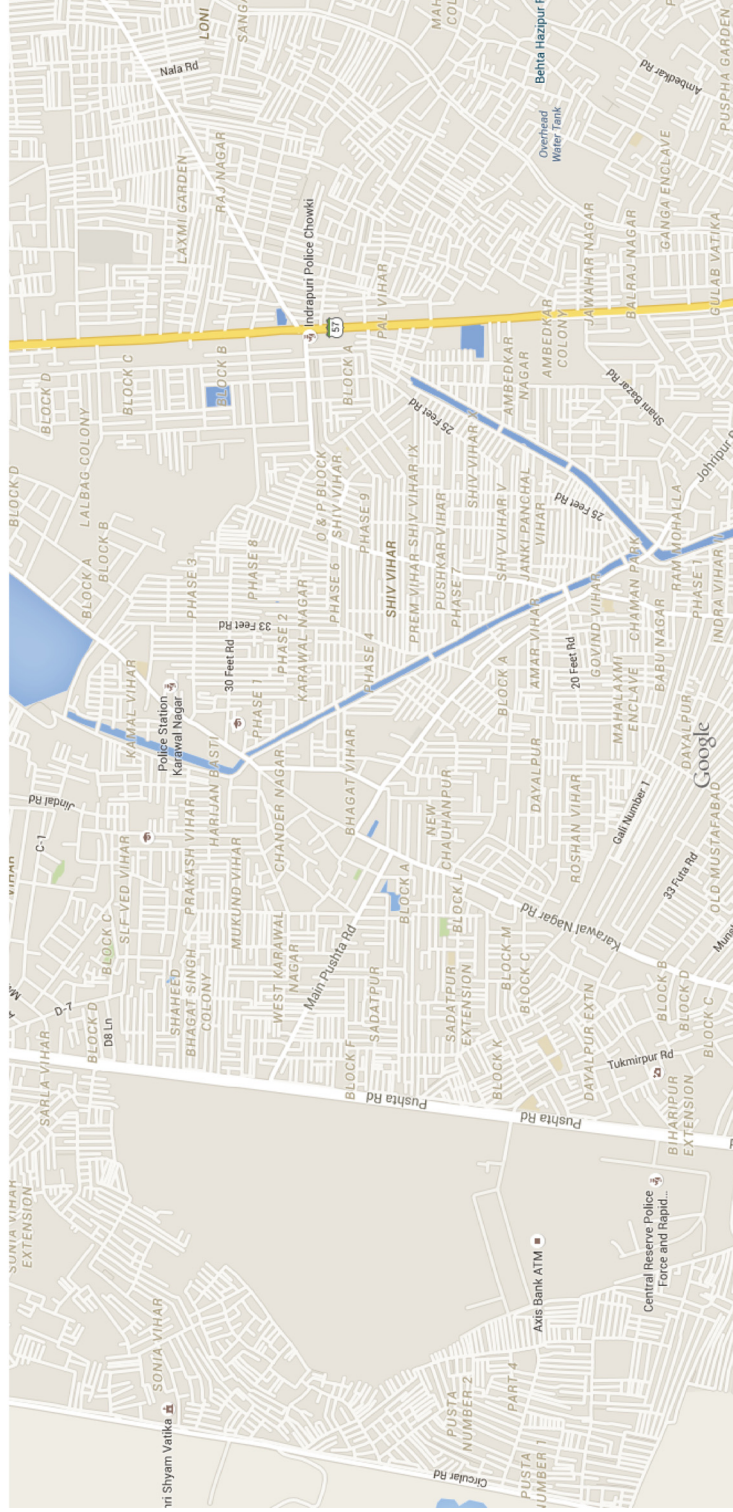 LONI
Nala Rd
Behta Hazipur
Ambedkar Rd
PUSPHA GARDEN
Overhead
Water Tank
LAXMI GARDEN
RAJ NAGAR
GANGA ENCLAVE
Indrapuri Police Chowki
57
PAL VIHAR
JAWAHAR NAGAR
BALRAJ NAGAR
GULAB VATIKA
AMBEDKAR
COLONY
AMBEDKAR
NAGAR
BLOCK D
BLOCK C
BLOCK B
BLOCK A
Shani Bazar Rd
25 Feet Rd
25 Feet Rd
BLOCK D
LALBAG COLONY
BLOCK B
BLOCK A
O & P BLOCK
SHIV VIHAR
PHASE 9
SHIV VIHAR
PREM VIHAR
SHIV VIHAR IX
PUSHKAR VIHAR
PHASE 7
SHIV VIHAR V
JANKI PANCHAL
VIHAR
RAM MOHALLA
PHASE 1
INDRA VIHAR
PHASE 3
PHASE 8
PHASE 6
33 Feet Rd
30 Feet Rd
PHASE 2
KARAWAL NAGAR
PHASE 4
PHASE 1
CHAMAN PARK
GOVIND VIHAR
20 Feet Rd
AMAR VIHAR
BLOCK A
BABU NAGAR
MAHALAXMI
ENCLAVE
KAMAL VIHAR
Police Station
Karawal Nagar
HARIJAN BASTI
DAYALPUR
DAYALPUR
Google
Jindal Rd
C-1
PRAKASH VIHAR
CHANDER NAGAR
BHAGAT VIHAR
NEW
CHAUHANPUR
ROSHAN VIHAR
Gali Number 1
33 Futa Rd
OLD MUSTAFABAD
SLF VED VIHAR
MUKUND VIHAR
BLOCK C
BLOCK A
BLOCK L
Karawal Nagar Rd
D-7
BLOCK D
D8 Ln
SHAHEED
BHAGAT SINGH
COLONY
WEST KARAWAL
NAGAR
Main Pushta Rd
SADATPUR
SADATPUR
EXTENSION
BLOCK M
BLOCK C
BLOCK B
BLOCK D
BLOCK C
SARLA VIHAR
BLOCK F
BLOCK K
DAYALPUR EXTN
Tukmirpur Rd
Pushta Rd
Pushta Rd
BIHARIPUR
EXTENSION
SONIA VIHAR
EXTENSION
Central Reserve Police
Force and Rapid...
Axis Bank ATM
SONIA VIHAR
PUSTA
NUMBER 2
PART 4
PUSTA
Shyam Vatika
Circular Rd